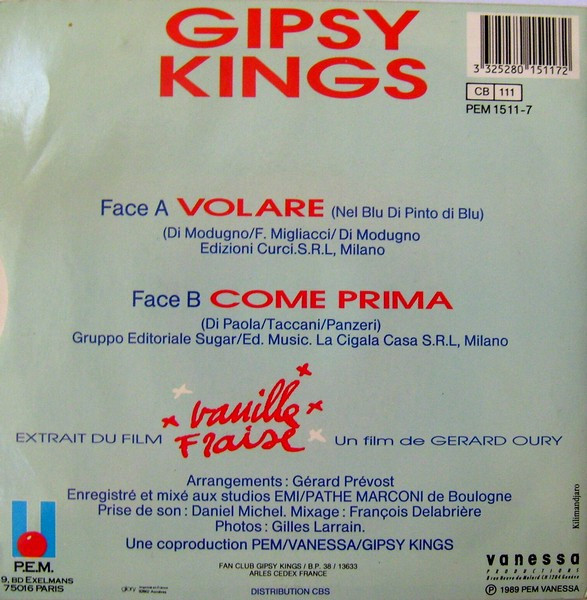 GIPSY
KINGS
3 325280 151172
CB 111
PEM 1511-7
Face A VOLARE (Nel Blu Di Pinto di Blu)
(Di Modugno/F. Migliacci/Di Modugno
Edizioni Curci.S.R.L, Milano
Face B COME PRIMA
(Di Paola/Taccani/Panzeri)
Gruppo Editoriale Sugar/Ed. Music. La Cigala Casa S.R.L, Milano
vanille
Fraise
EXTRAIT DU FILM
Un film de GERARD OURY
Arrangements : Gérard Prévost
Enregistré et mixé aux studios EMI/PATHE MARCONI de Boulogne
Prise de son : Daniel Michel. Mixage : François Delabrière
Photos : Gilles Larrain.
Une coproduction PEM/VANESSA/GIPSY KINGS
Kilimandjaro
P.E.M.
9, BD EXELMANS
75016 PARIS
FAN CLUB GIPSY KINGS / B.P. 38 / 13633
ARLES CEDEX FRANCE
DISTRIBUTION CBS
vanessa
PRODUCTIONS
℗ 1989 PEM VANESSA